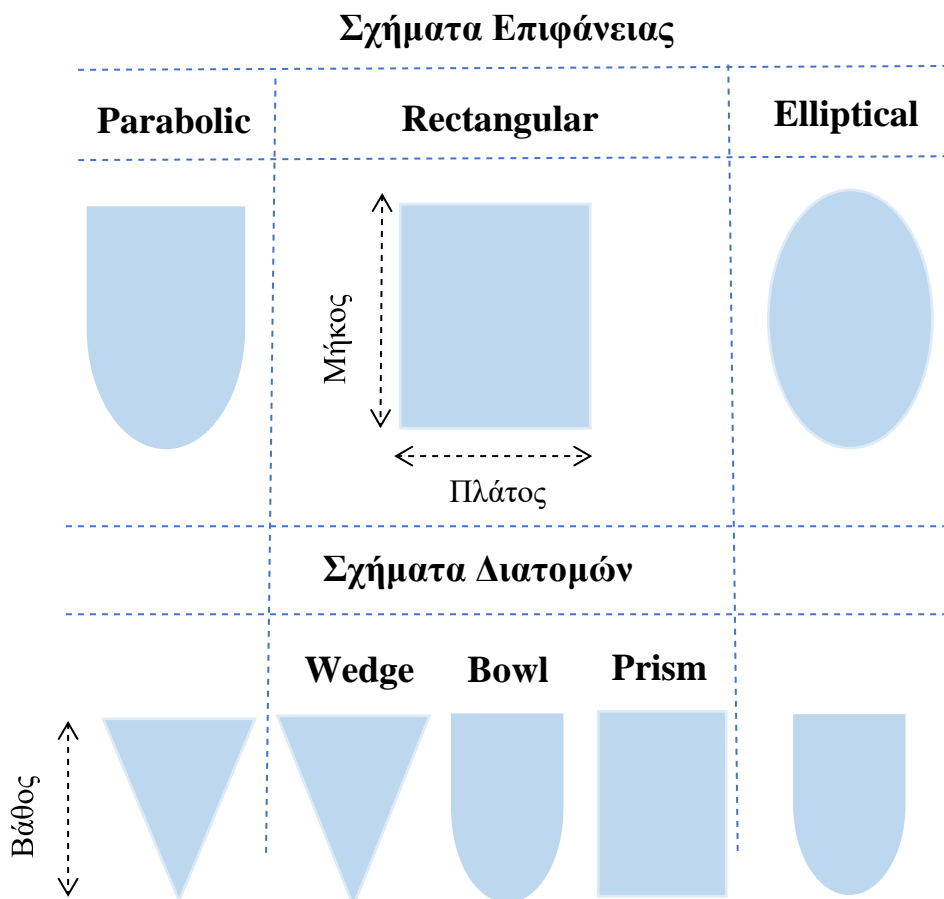 Σχήματα Επιφάνειας
Parabolic Rectangular Elliptical
Μήκος
Πλάτος
Σχήματα Διατομών
Wedge Bowl Prism
Βάθος